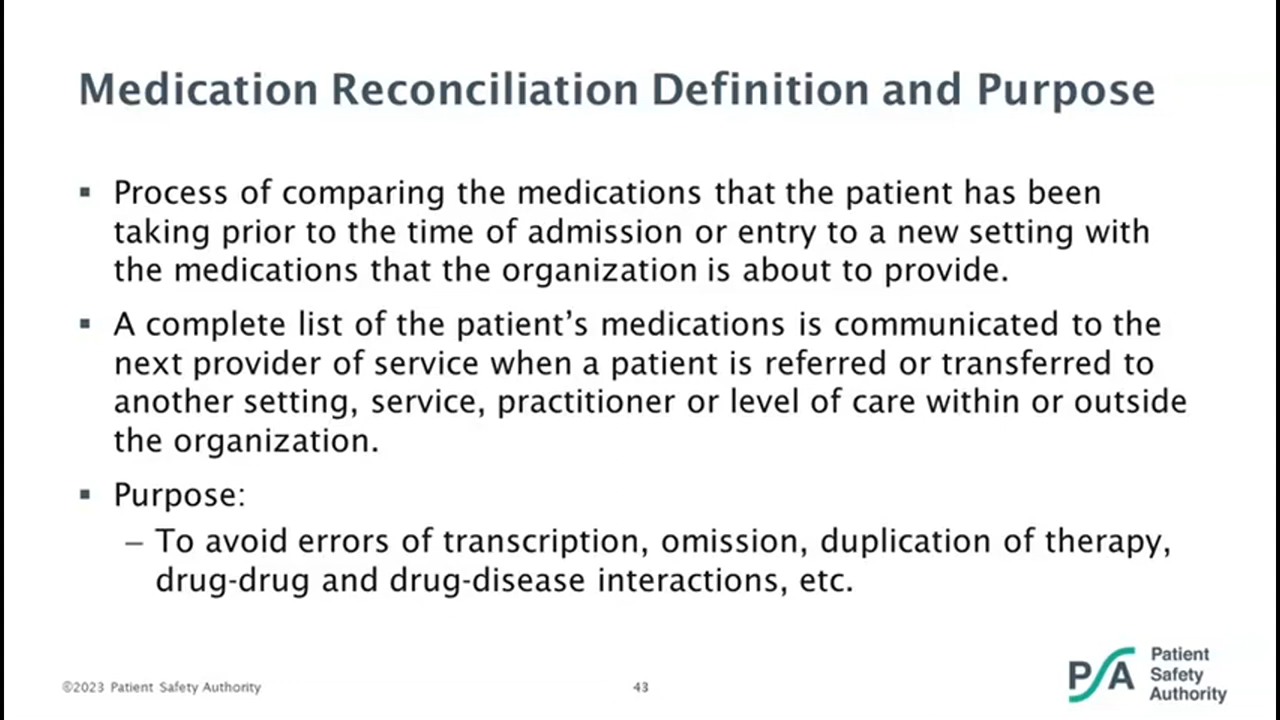 Medication Reconciliation Definition and Purpose
▪ Process of comparing the medications that the patient has been
taking prior to the time of admission or entry to a new setting with
the medications that the organization is about to provide.
▪ A complete list of the patient’s medications is communicated to the
next provider of service when a patient is referred or transferred to
another setting, service, practitioner or level of care within or outside
the organization.
▪ Purpose:
– To avoid errors of transcription, omission, duplication of therapy,
drug-drug and drug-disease interactions, etc.
©2023 Patient Safety Authority
43
PSA
Patient
Safety
Authority